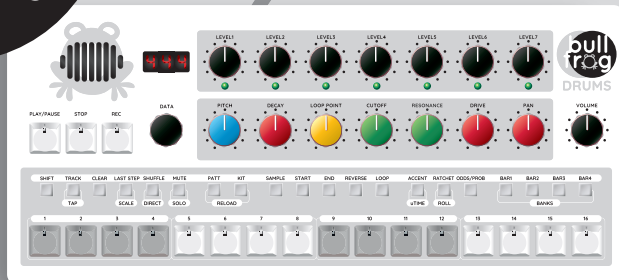 LEVEL1 LEVEL2 LEVEL3 LEVEL4 LEVEL5 LEVEL6 LEVEL7
bull
frog
DRUMS
PLAY/PAUSE STOP REC DATA PITCH DECAY LOOP POINT CUTOFF RESONANCE DRIVE PAN VOLUME
SHIFT TRACK CLEAR LAST STEP SHUFFLE MUTE PATT KIT SAMPLE START END REVERSE LOOP ACCENT RATCHET ODDS/PROB BAR1 BAR2 BAR3 BAR4
TAP SCALE DIRECT SOLO RELOAD uTIME ROLL BANKS
1 2 3 4 5 6 7 8 9 10 11 12 13 14 15 16